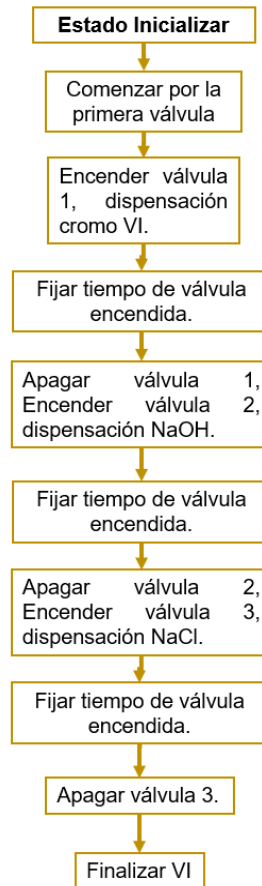 Estado Inicializar
Comenzar por la
primera válvula
Encender válvula
1, dispensación
cromo VI.
Fijar tiempo de válvula
encendida.
Apagar válvula 1,
Encender válvula 2,
dispensación NaOH.
Fijar tiempo de válvula
encendida.
Apagar válvula 2,
Encender válvula 3,
dispensación NaCl.
Fijar tiempo de válvula
encendida.
Apagar válvula 3.
Finalizar VI